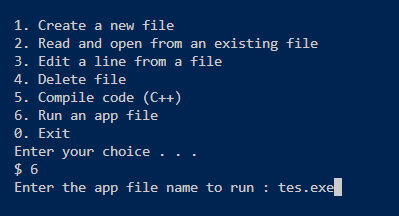 1. Create a new file
2. Read and open from an existing file
3. Edit a line from a file
4. Delete file
5. Compile code (C++)
6. Run an app file
0. Exit
Enter your choice . . .
$ 6
Enter the app file name to run : tes.exe